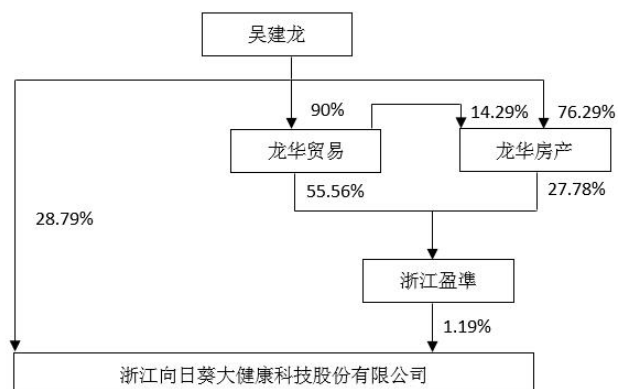 吴建龙
90%
14.29%
76.29%
龙华贸易
龙华房产
55.56%
27.78%
28.79%
浙江盈準
1.19%
浙江向日葵大健康科技股份有限公司